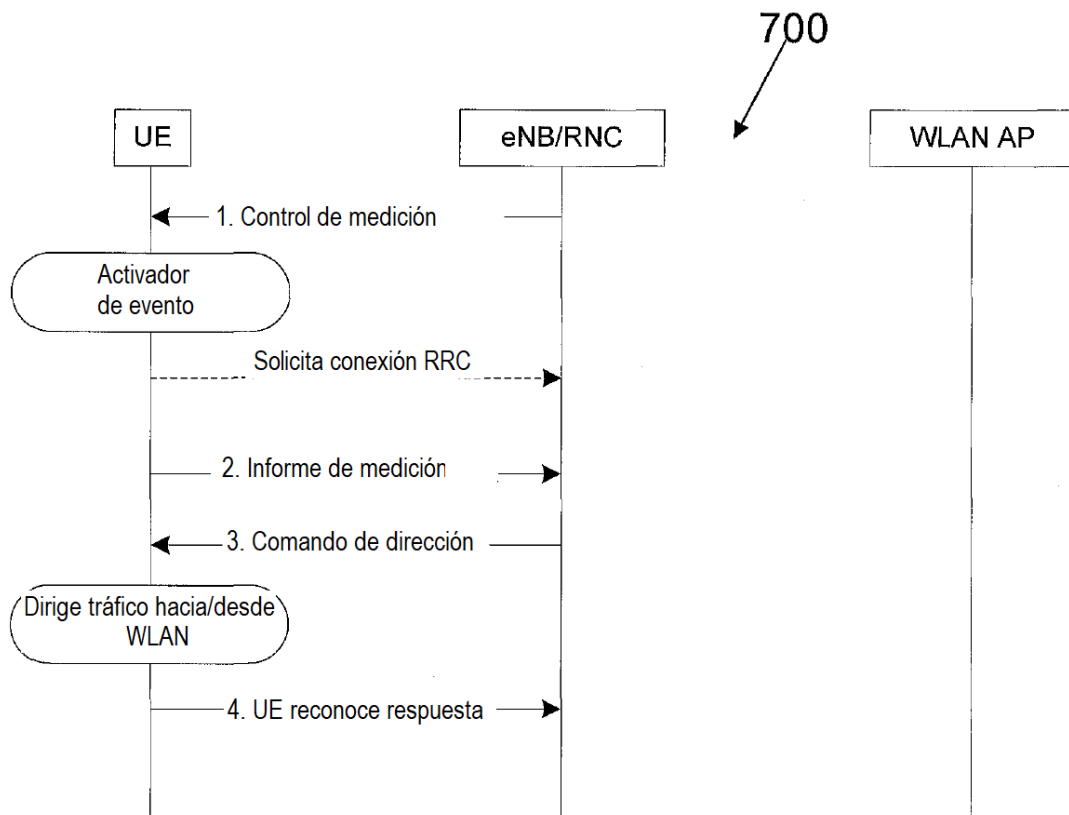 700
UE
eNB/RNC
WLAN AP
1. Control de medición
Activador
de evento
Solicita conexión RRC
2. Informe de medición
3. Comando de dirección
Dirige tráfico hacia/desde
WLAN
4. UE reconoce respuesta